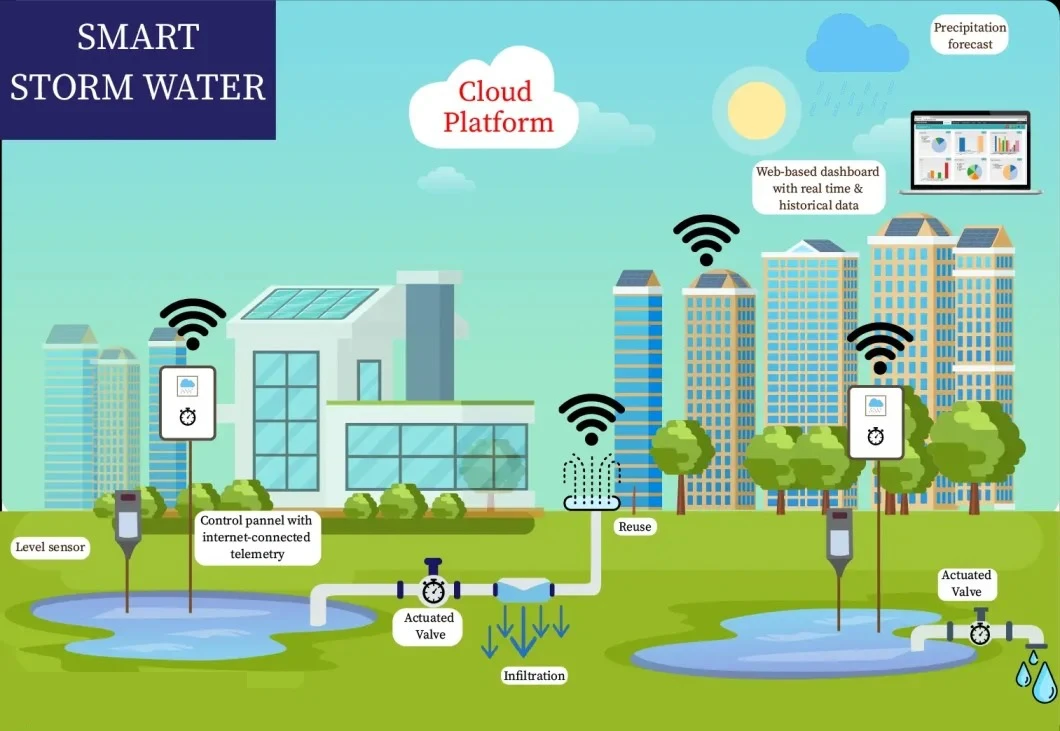 SMART
STORM WATER
Cloud
Platform
Precipitation
forecast
Web-based dashboard
with real time &
historical data
Control pannel with
internet-connected
telemetry
Level sensor
Reuse
Actuated
Valve
Infiltration
Actuated
Valve